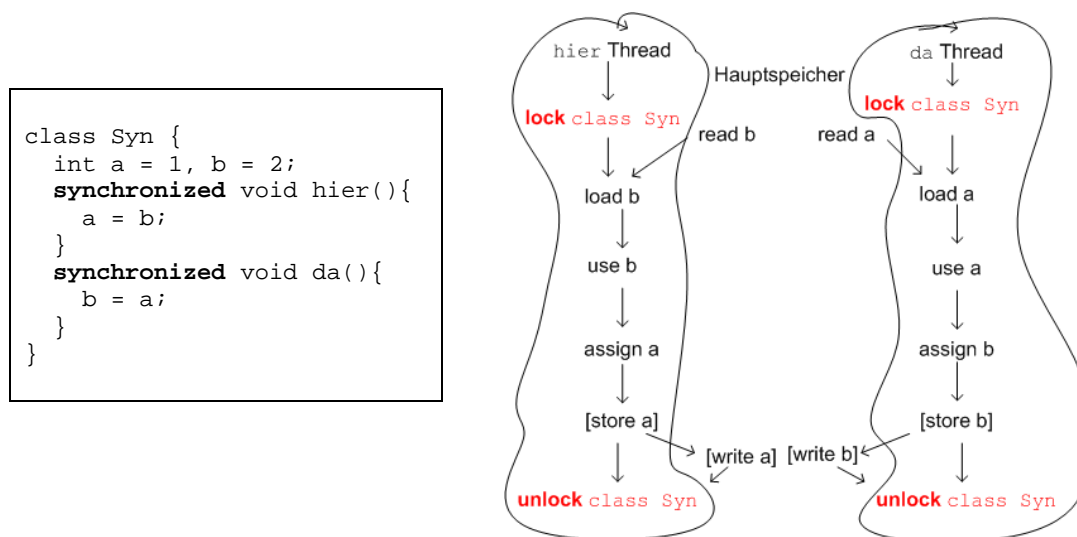 class Syn {
int a = 1, b = 2;
synchronized void hier(){
a = b;
}
synchronized void da(){
b = a;
}
}
hier Thread
lock class Syn
read b
load b
use b
assign a
[store a]
[write a]
unlock class Syn
Hauptspeicher
da Thread
lock class Syn
read a
load a
use a
assign b
[store b]
[write b]
unlock class Syn